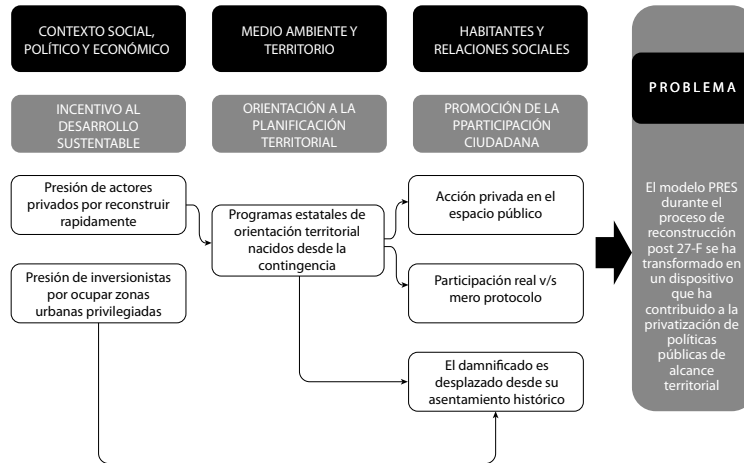 CONTEXTO SOCIAL,
POLÍTICO Y ECONÓMICO
MEDIO AMBIENTE Y
TERRITORIO
HABITANTES Y
RELACIONES SOCIALES
INCENTIVO AL
DESARROLLO
SUSTENTABLE
ORIENTACIÓN A LA
PLANIFICACIÓN
TERRITORIAL
PROMOCIÓN DE LA
PPARTICIPACIÓN
CIUDADANA
Presión de actores
privados por reconstruir
rapidamente
Presión de inversionistas
por ocupar zonas
urbanas privilegiadas
Programas estatales de
orientación territorial
nacidos desde la
contingencia
Acción privada en el
espacio público
Participación real v/s
mero protocolo
El damnificado es
desplazado desde su
asentamiento histórico
PROBLEMA
El modelo PRES
durante el
proceso de
reconstrucción
post 27-F se ha
transformado en
un dispositivo
que ha
contribuido a la
privatización de
políticas
públicas de
alcance
territorial